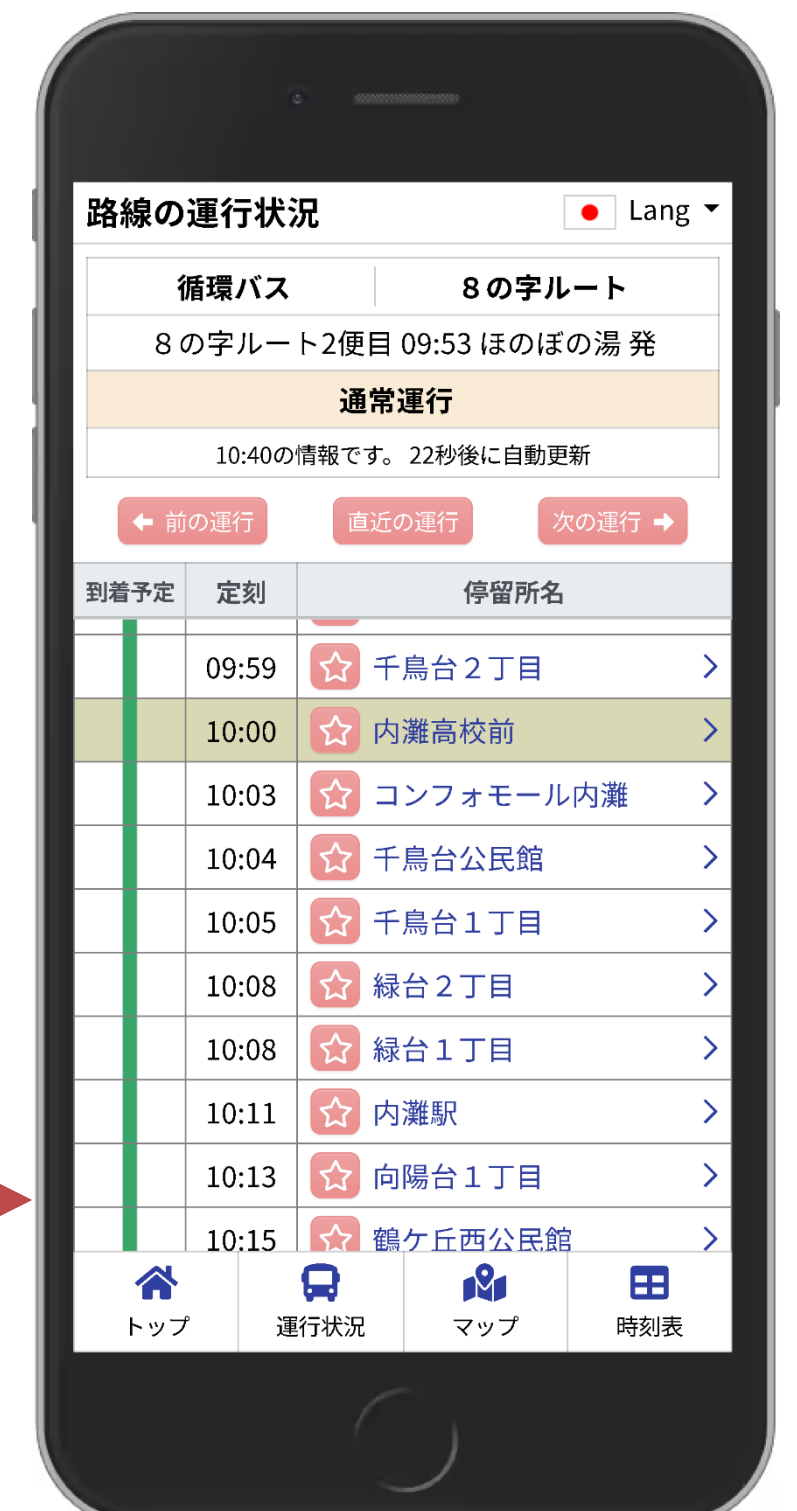 路線の運行状況 Lang
循環バス 8の字ルート
8の字ルート2便目 09:53 ほのぼの湯 発
通常運行
10:40の情報です。 22秒後に自動更新
前の運行 直近の運行 次の運行
到着予定 定刻 停留所名
09:59 千鳥台2丁目
10:00 内灘高校前
10:03 コンフォモール内灘
10:04 千鳥台公民館
10:05 千鳥台1丁目
10:08 緑台2丁目
10:08 緑台1丁目
10:11 内灘駅
10:13 向陽台1丁目
10:15 鶴ケ丘西公民館
トップ 運行状況 マップ 時刻表